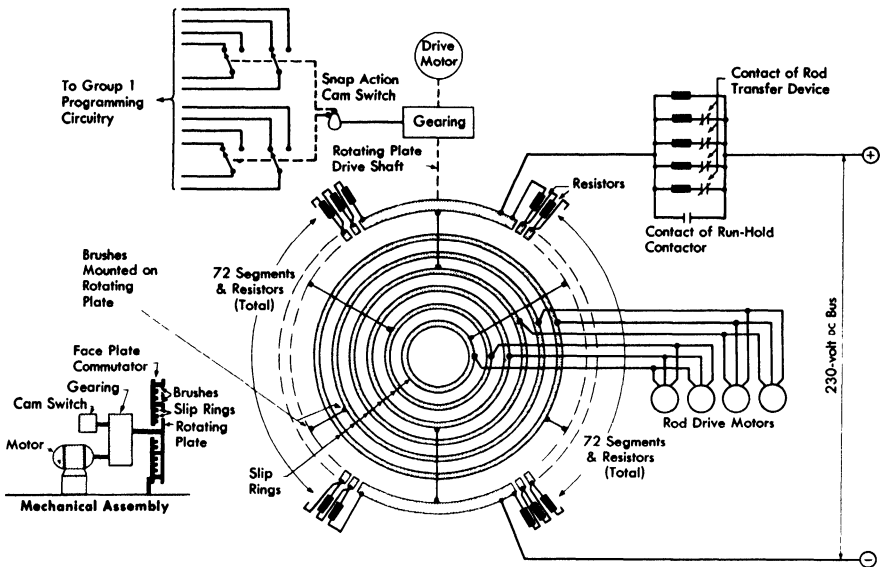 To Group 1
Programming
Circuitry
Snap Action
Cam Switch
Drive
Motor
Gearing
Rotating Plate
Drive Shaft
Contact of Rod
Transfer Device
+
Resistors
Contact of Run-Hold
Contactor
Brushes
Mounted on
Rotating
Plate
72 Segments
& Resistors
(Total)
230-volt DC Bus
Face Plate
Commutator
Gearing
Cam Switch
Brushes
Slip Rings
Rotating
Plate
Motor
Mechanical Assembly
Slip
Rings
Rod Drive Motors
72 Segments
& Resistors
(Total)
−